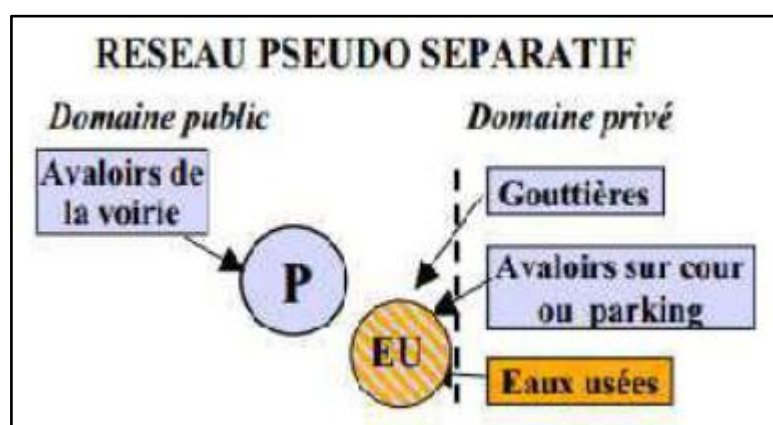 RESEAU PSEUDO SEPARATIF
Domaine public
Domaine privé
Avaloirs de
la voirie
P
EU
Gouttières
Avaloirs sur cour
ou parking
Eaux usées